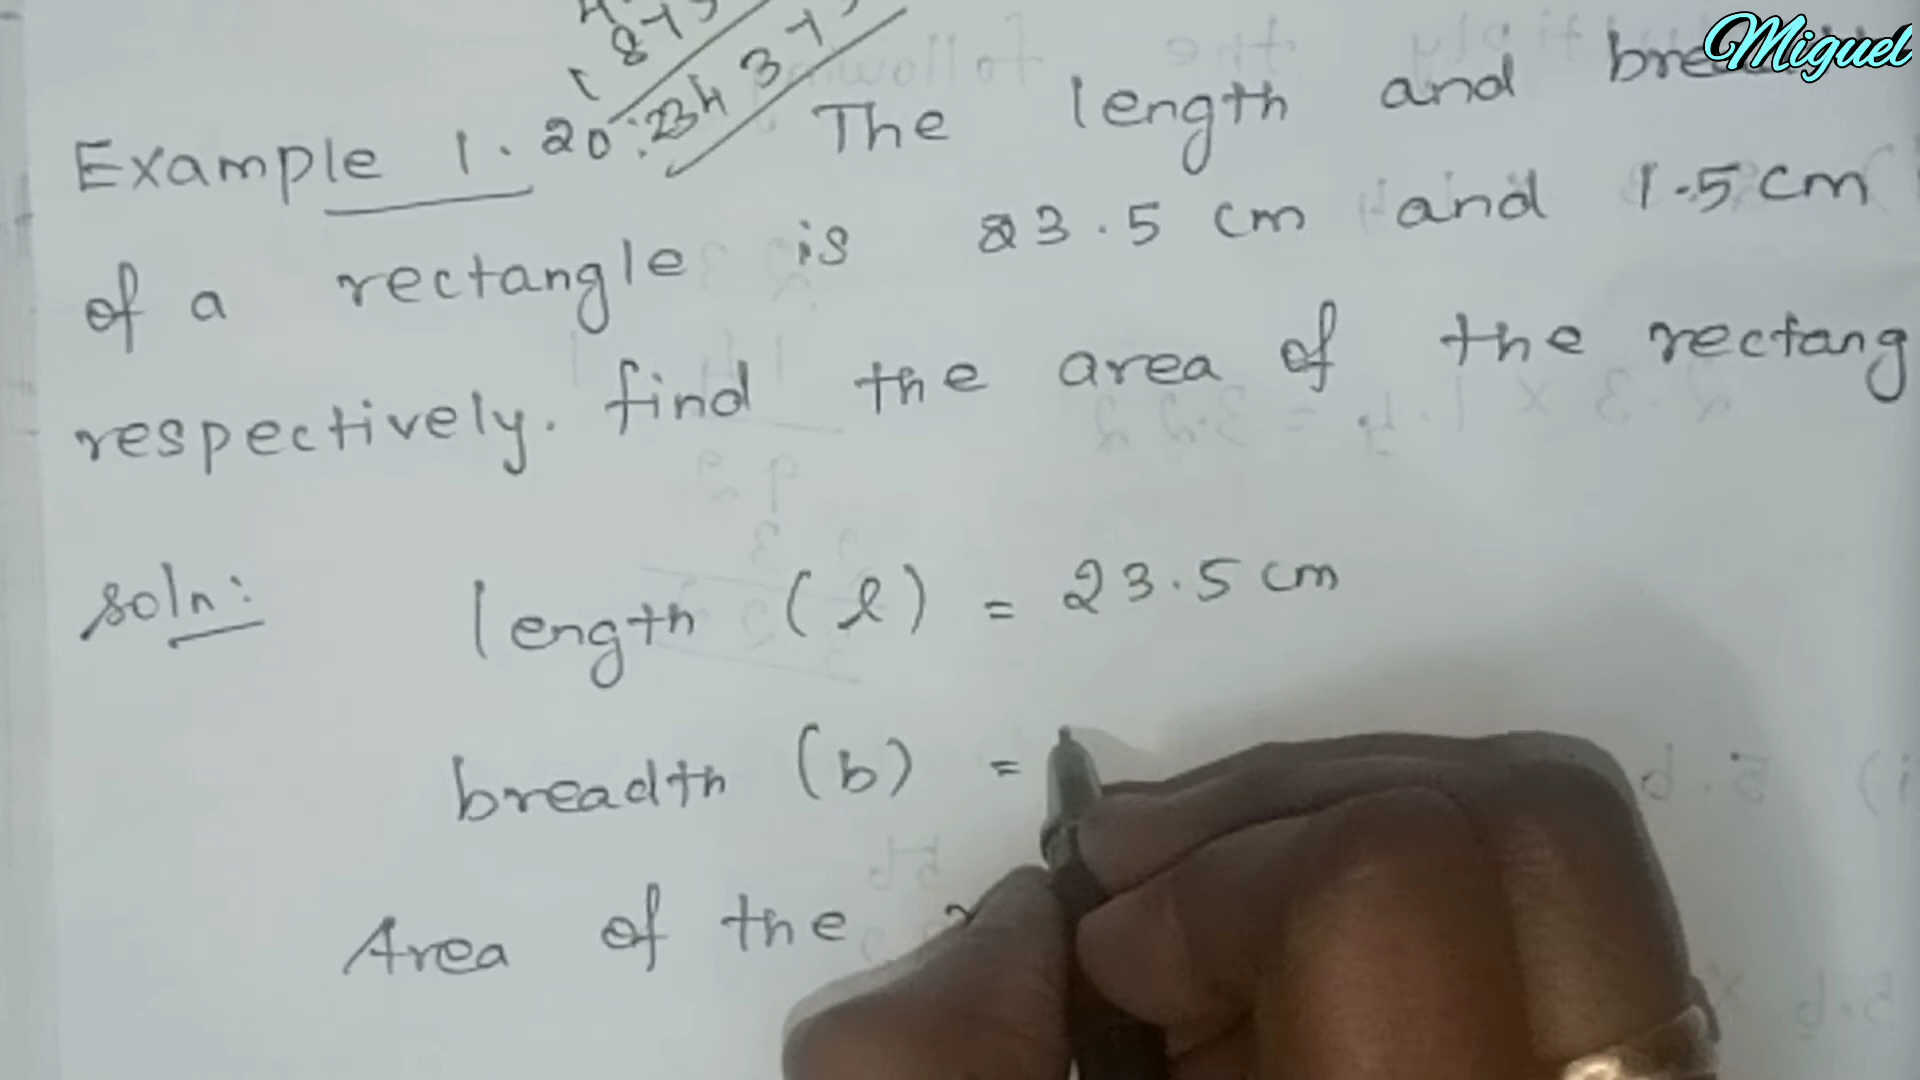 Miguel
Example 1.20: The length and
of a rectangle is 23.5 cm and 1.5 cm
respectively. find the area of the rectang
soln: length (l) = 23.5 cm
breadth (b) =
Area of the